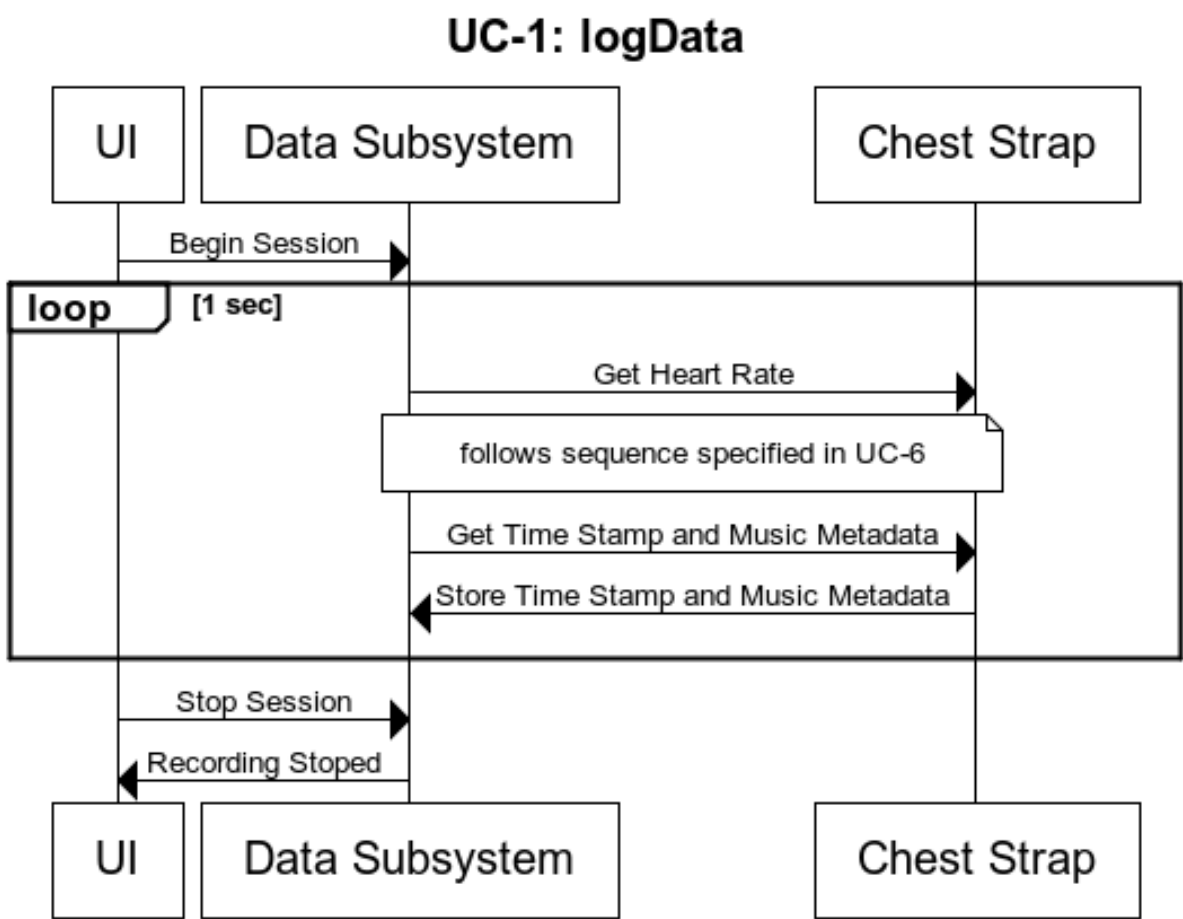 UC-1: logData
UI
Data Subsystem
Chest Strap
Begin Session
loop
[1 sec]
Get Heart Rate
follows sequence specified in UC-6
Get Time Stamp and Music Metadata
Store Time Stamp and Music Metadata
Stop Session
Recording Stoped
UI
Data Subsystem
Chest Strap